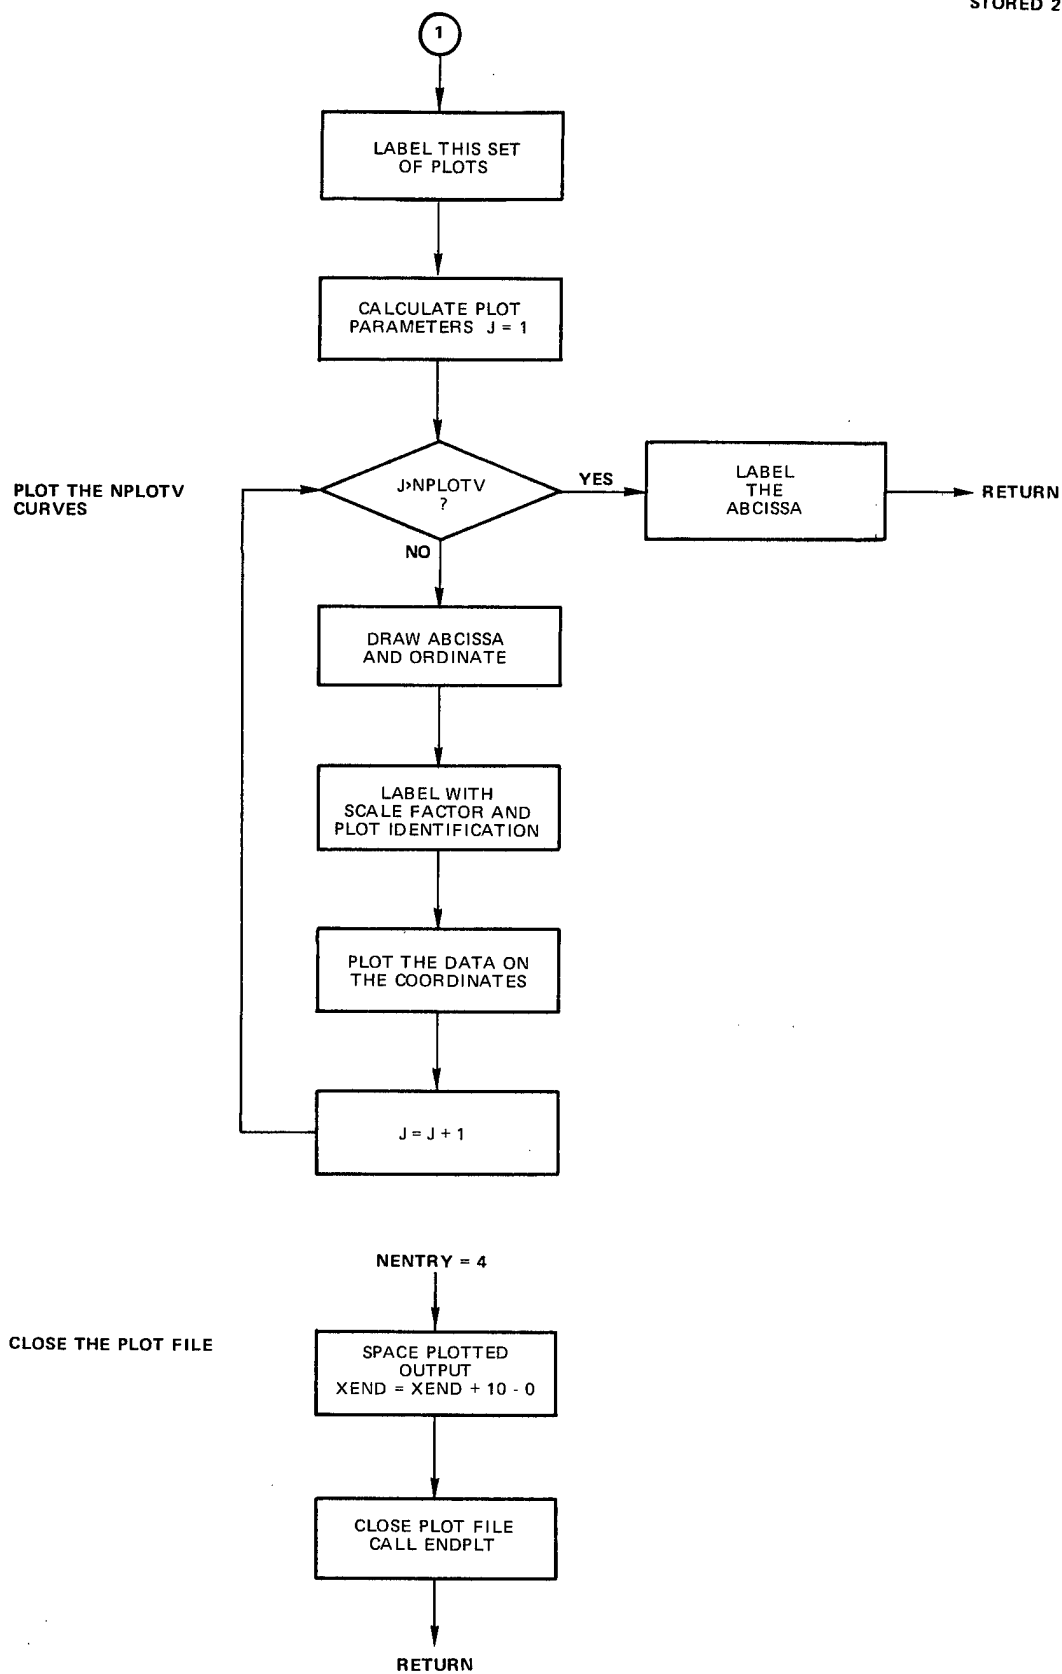 STORED 2
1
LABEL THIS SET
OF PLOTS
CALCULATE PLOT
PARAMETERS J = 1
PLOT THE NPLOTV
CURVES
J>NPLOTV
?
YES
LABEL
THE
ABCISSA
RETURN
NO
DRAW ABCISSA
AND ORDINATE
LABEL WITH
SCALE FACTOR AND
PLOT IDENTIFICATION
PLOT THE DATA ON
THE COORDINATES
J = J + 1
NENTRY = 4
CLOSE THE PLOT FILE
SPACE PLOTTED
OUTPUT
XEND = XEND + 10 - 0
CLOSE PLOT FILE
CALL ENDPLT
RETURN